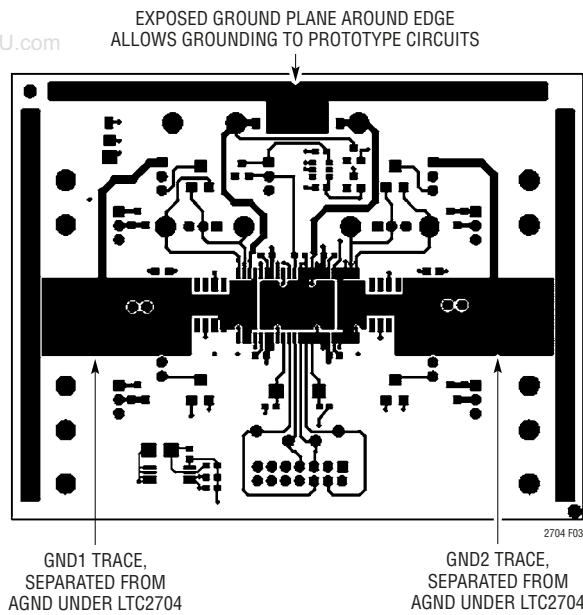 EXPOSED GROUND PLANE AROUND EDGE
ALLOWS GROUNDING TO PROTOTYPE CIRCUITS
U.com
2704 F03
GND1 TRACE,
SEPARATED FROM
AGND UNDER LTC2704
GND2 TRACE,
SEPARATED FROM
AGND UNDER LTC2704